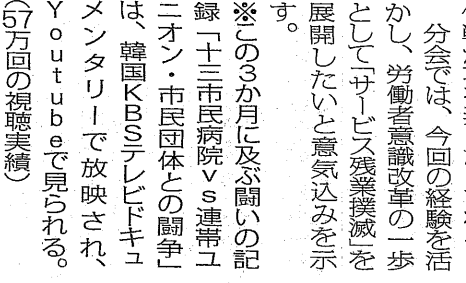 分会では、今回の経験を活
かし、労働者意識改革の一歩
として「サービス残業撲滅」を
展開したいと意気込みを示
す。
※この3か月に及ぶ闘いの記
録「十三市民病院vs連帯ユ
ニオン・市民団体との闘争」
は、韓国KBSテレビドキュ
メンタリーで放映され、
Youtubeで見られる。
(57万回の視聴実績)